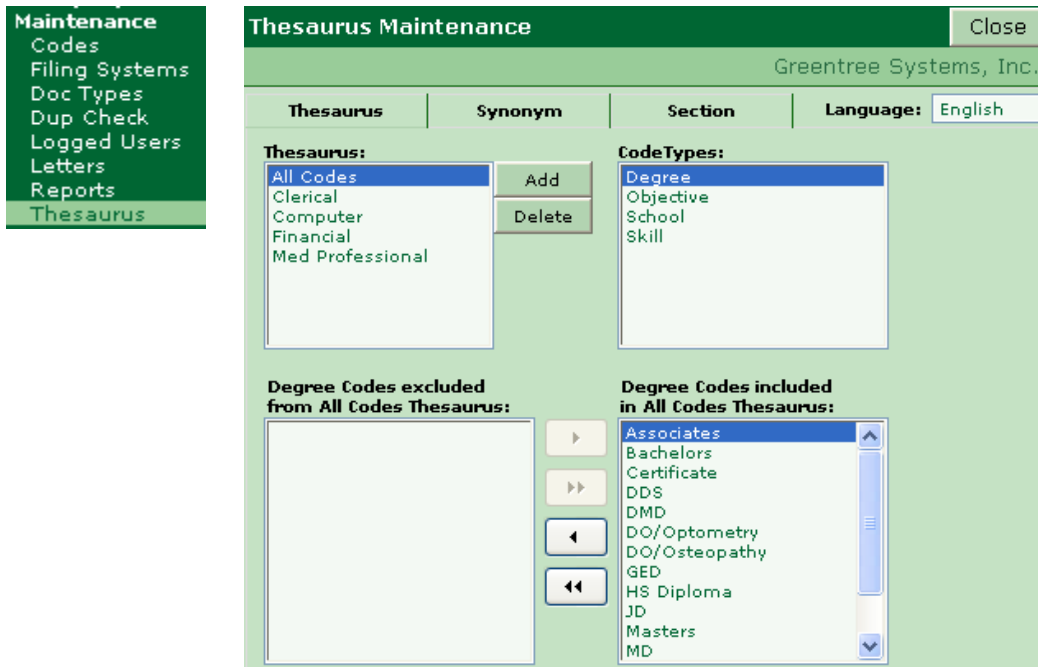 Maintenance
Codes
Filing Systems
Doc Types
Dup Check
Logged Users
Letters
Reports
Thesaurus
Thesaurus Maintenance
Close
Greentree Systems, Inc.
Thesaurus
Synonym
Section
Language:
English
Thesaurus:
All Codes
Clerical
Computer
Financial
Med Professional
Add
Delete
CodeTypes:
Degree
Objective
School
Skill
Degree Codes excluded
from All Codes Thesaurus:
Degree Codes included
in All Codes Thesaurus:
Associates
Bachelors
Certificate
DDS
DMD
DO/Optometry
DO/Osteopathy
GED
HS Diploma
JD
Masters
MD